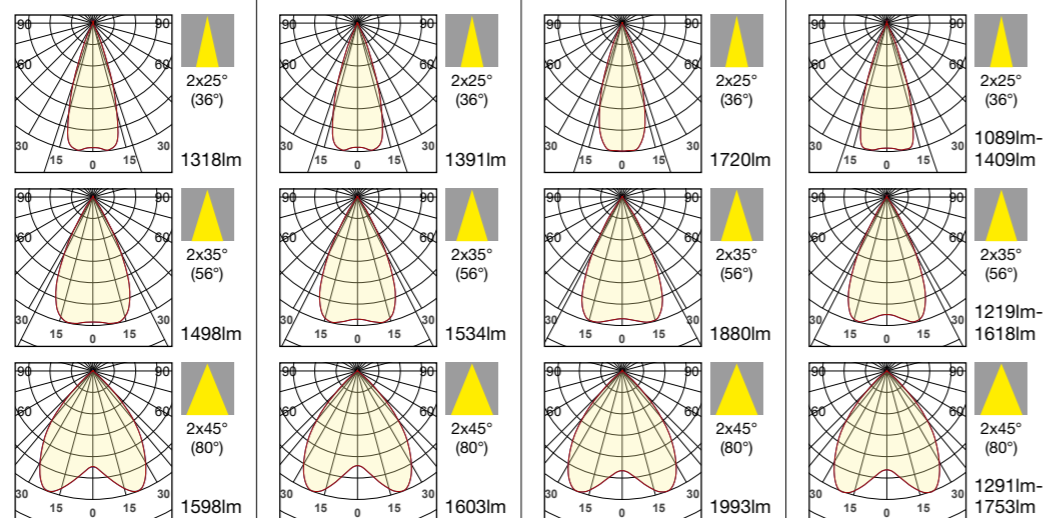 90 90
60 60
30 15 0 15 30
2x25°
(36°)
1318lm
90 90
60 60
30 15 0 15 30
2x25°
(36°)
1391lm
90 90
60 60
30 15 0 15 30
2x25°
(36°)
1720lm
90 90
60 60
30 15 0 15 30
2x25°
(36°)
1089lm-
1409lm
90 90
60 60
30 15 0 15 30
2x35°
(56°)
1498lm
90 90
60 60
30 15 0 15 30
2x35°
(56°)
1534lm
90 90
60 60
30 15 0 15 30
2x35°
(56°)
1880lm
90 90
60 60
30 15 0 15 30
2x35°
(56°)
1219lm-
1618lm
90 90
60 60
30 15 0 15 30
2x45°
(80°)
1598lm
90 90
60 60
30 15 0 15 30
2x45°
(80°)
1603lm
90 90
60 60
30 15 0 15 30
2x45°
(80°)
1993lm
90 90
60 60
30 15 0 15 30
2x45°
(80°)
1291lm-
1753lm